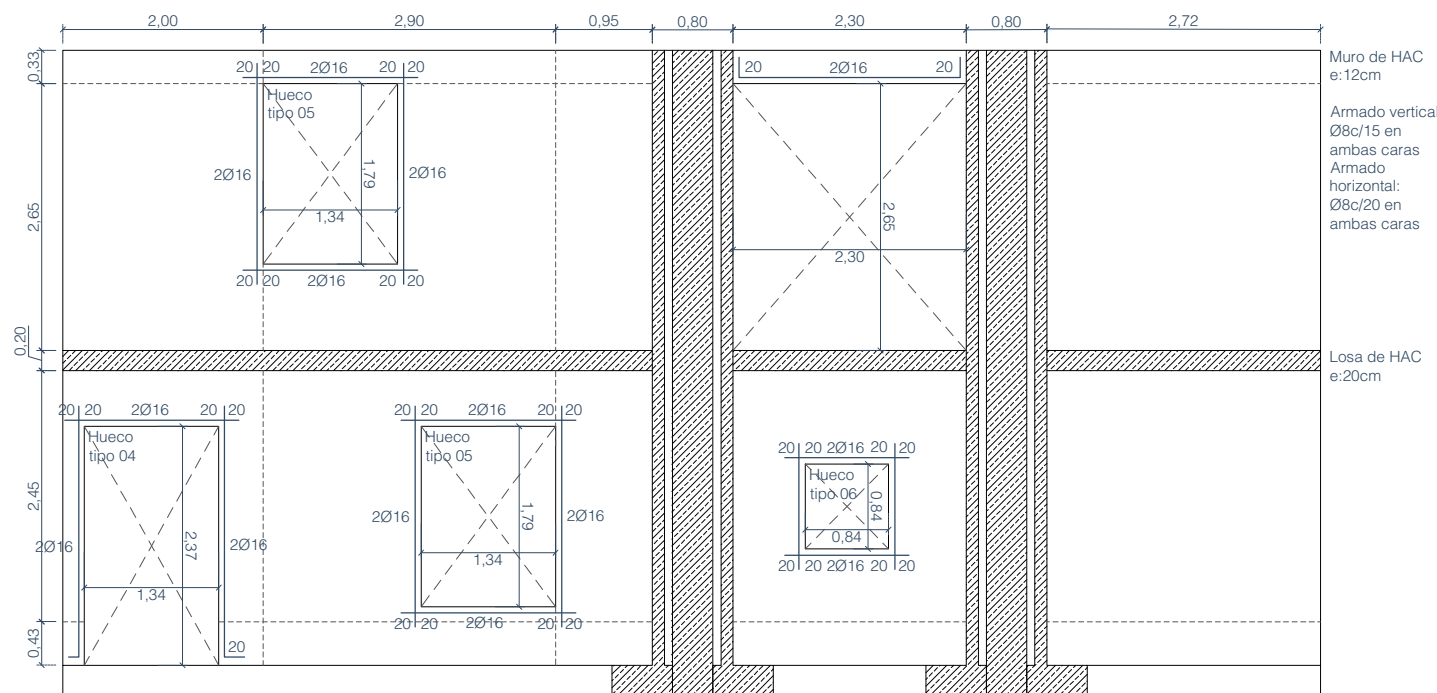 2,00 2,90 0,95 0,80 2,30 0,80 2,72
0,33
20 20 2Ø16 20 20
20 2Ø16 20
Muro de HAC
e:12cm
Hueco
tipo 05
Armado vertical
Ø8c/15 en
ambas caras
Armado
horizontal:
Ø8c/20 en
ambas caras
2Ø16 1,79 2Ø16
2,65
1,34
2,65
2,30
20 20 2Ø16 20 20
0,20
Losa de HAC
e:20cm
20 20 2Ø16 20 20
20 20 2Ø16 20 20
Hueco
tipo 04
Hueco
tipo 05
20 20 2Ø16 20 20
Hueco
tipo 06
2,45
0,84
0,84
2Ø16 1,79 2Ø16
2Ø16 2,37 2Ø16
1,34
20 20 2Ø16 20 20
1,34
20 20 2Ø16 20 20
0,43
20